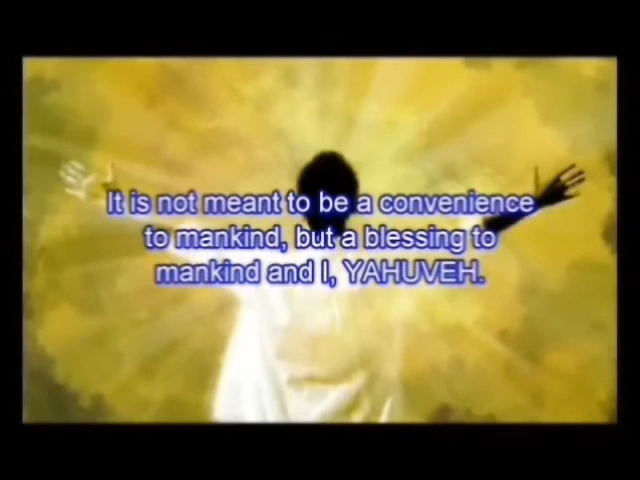 It is not meant to be a convenience
to mankind, but a blessing to
mankind and I, YAHUVEH.